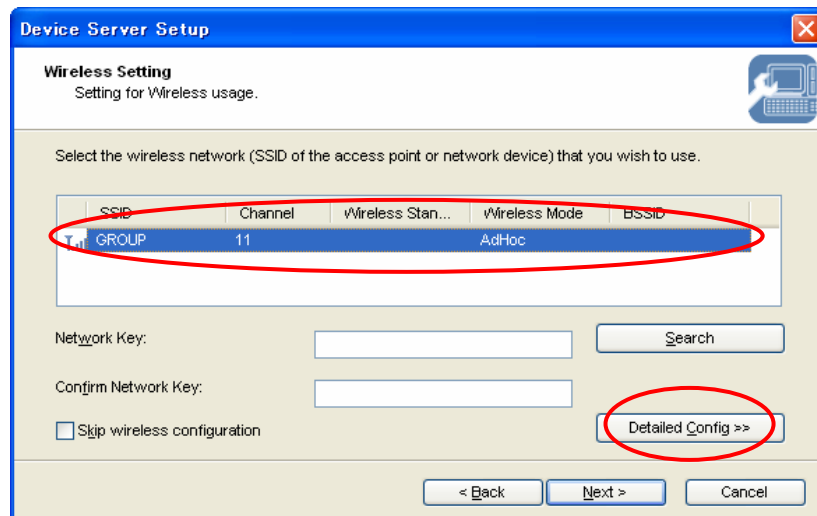 Device Server Setup
Wireless Setting
Setting for Wireless usage.
Select the wireless network (SSID of the access point or network device) that you wish to use.
SSID Channel Wireless Stan... Wireless Mode BSSID
GROUP 11 AdHoc
Network Key:
Search
Confirm Network Key:
Skip wireless configuration
Detailed Config >>
< Back Next > Cancel